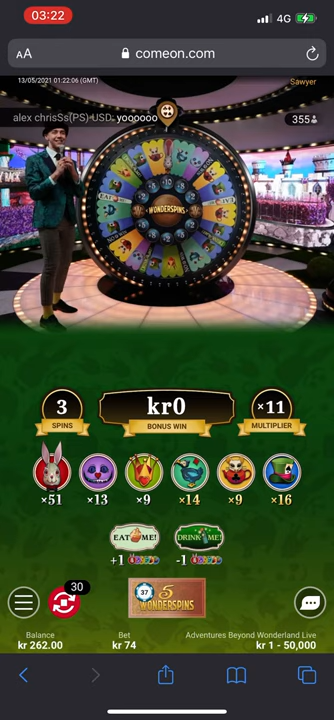 03:22
4G
AA
comeon.com
13/05/2021 01:22:06 (GMT)
Sawyer
alex chrisSs(PS)-USD: yoooooo
355
WONDERSPINS
3
SPINS
kr0
BONUS WIN
×11
MULTIPLIER
×51
×13
×9
×14
×9
×16
EAT ME!
DRINK ME!
+1
-1
30
37
5
WONDERSPINS
Balance
kr 262.00
Bet
kr 74
Adventures Beyond Wonderland Live
kr 1 - 50,000